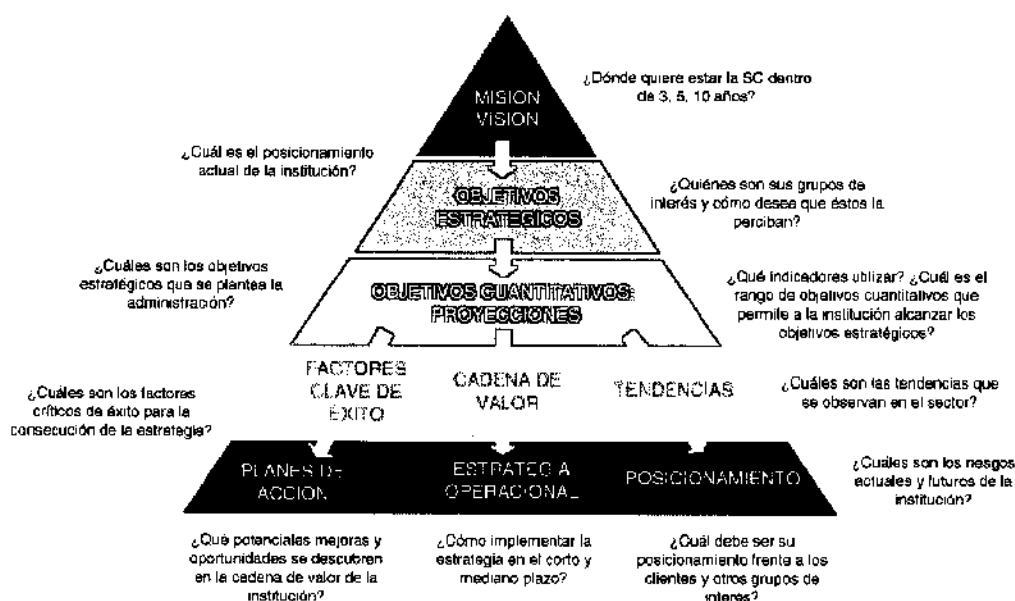 ¿Dónde quiere estar la SC dentro
de 3, 5, 10 años?
MISION
VISION
¿Cuál es el posicionamiento
actual de la institución?
OBJETIVOS
ESTRATEGICOS
¿Quiénes son sus grupos de
interés y cómo desea que éstos la
perciban?
¿Cuáles son los objetivos
estratégicos que se plantea la
administración?
OBJETIVOS CUANTITATIVOS:
PROYECCIONES
¿Qué indicadores utilizar? ¿Cuál es el
rango de objetivos cuantitativos que
permite a la institución alcanzar los
objetivos estratégicos?
FACTORES
CLAVE DE
ÉXITO
CADENA DE
VALOR
TENDENCIAS
¿Cuáles son los factores
críticos de éxito para la
consecución de la estrategia?
¿Cuáles son las tendencias que
se observan en el sector?
PLANES DE
ACCION
ESTRATEGIA
OPERACIONAL
POSICIONAMIENTO
¿Cuáles son los riesgos
actuales y futuros de la
institución?
¿Qué potenciales mejoras y
oportunidades se descubren
en la cadena de valor de la
institución?
¿Cómo implementar la
estrategia en el corto y
mediano plazo?
¿Cuál debe ser su
posicionamiento frente a los
clientes y otros grupos de
interés?